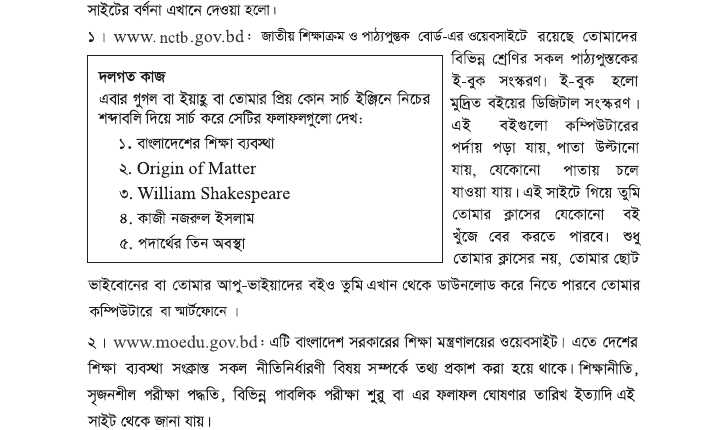 সাইটের বর্ণনা এখানে দেওয়া হলো।
১। www.nctb.gov.bd: জাতীয় শিক্ষাক্রম ও পাঠ্যপুস্তক বোর্ড-এর ওয়েবসাইটে রয়েছে তোমাদের
বিভিন্ন শ্রেণির সকল পাঠ্যপুস্তকের
ই-বুক সংস্করণ। ই-বুক হলো
মুদ্রিত বইয়ের ডিজিটাল সংস্করণ।
এই বইগুলো কম্পিউটারের
পর্দায় পড়া যায়, পাতা উল্টানো
যায়, যেকোনো পাতায় চলে
যাওয়া যায়। এই সাইটে গিয়ে তুমি
তোমার ক্লাসের যেকোনো বই
খুঁজে বের করতে পারবে। শুধু
তোমার ক্লাসের নয়, তোমার ছোট
দলগত কাজ
এবার গুগল বা ইয়াহু বা তোমার প্রিয় কোন সার্চ ইঞ্জিনে নিচের
শব্দাবলি দিয়ে সার্চ করে সেটির ফলাফলগুলো দেখ:
১. বাংলাদেশের শিক্ষা ব্যবস্থা
২. Origin of Matter
৩. William Shakespeare
৪. কাজী নজরুল ইসলাম
৫. পদার্থের তিন অবস্থা
ভাইবোনের বা তোমার আপু-ভাইয়াদের বইও তুমি এখান থেকে ডাউনলোড করে নিতে পারবে তোমার
কম্পিউটারে বা স্মার্টফোনে ।
২। www.moedu.gov.bd: এটি বাংলাদেশ সরকারের শিক্ষা মন্ত্রণালয়ের ওয়েবসাইট। এতে দেশের
শিক্ষা ব্যবস্থা সংক্রান্ত সকল নীতিনির্ধারণী বিষয় সম্পর্কে তথ্য প্রকাশ করা হয়ে থাকে। শিক্ষানীতি,
সৃজনশীল পরীক্ষা পদ্ধতি, বিভিন্ন পাবলিক পরীক্ষা শুরু বা এর ফলাফল ঘোষণার তারিখ ইত্যাদি এই
সাইট থেকে জানা যায়।